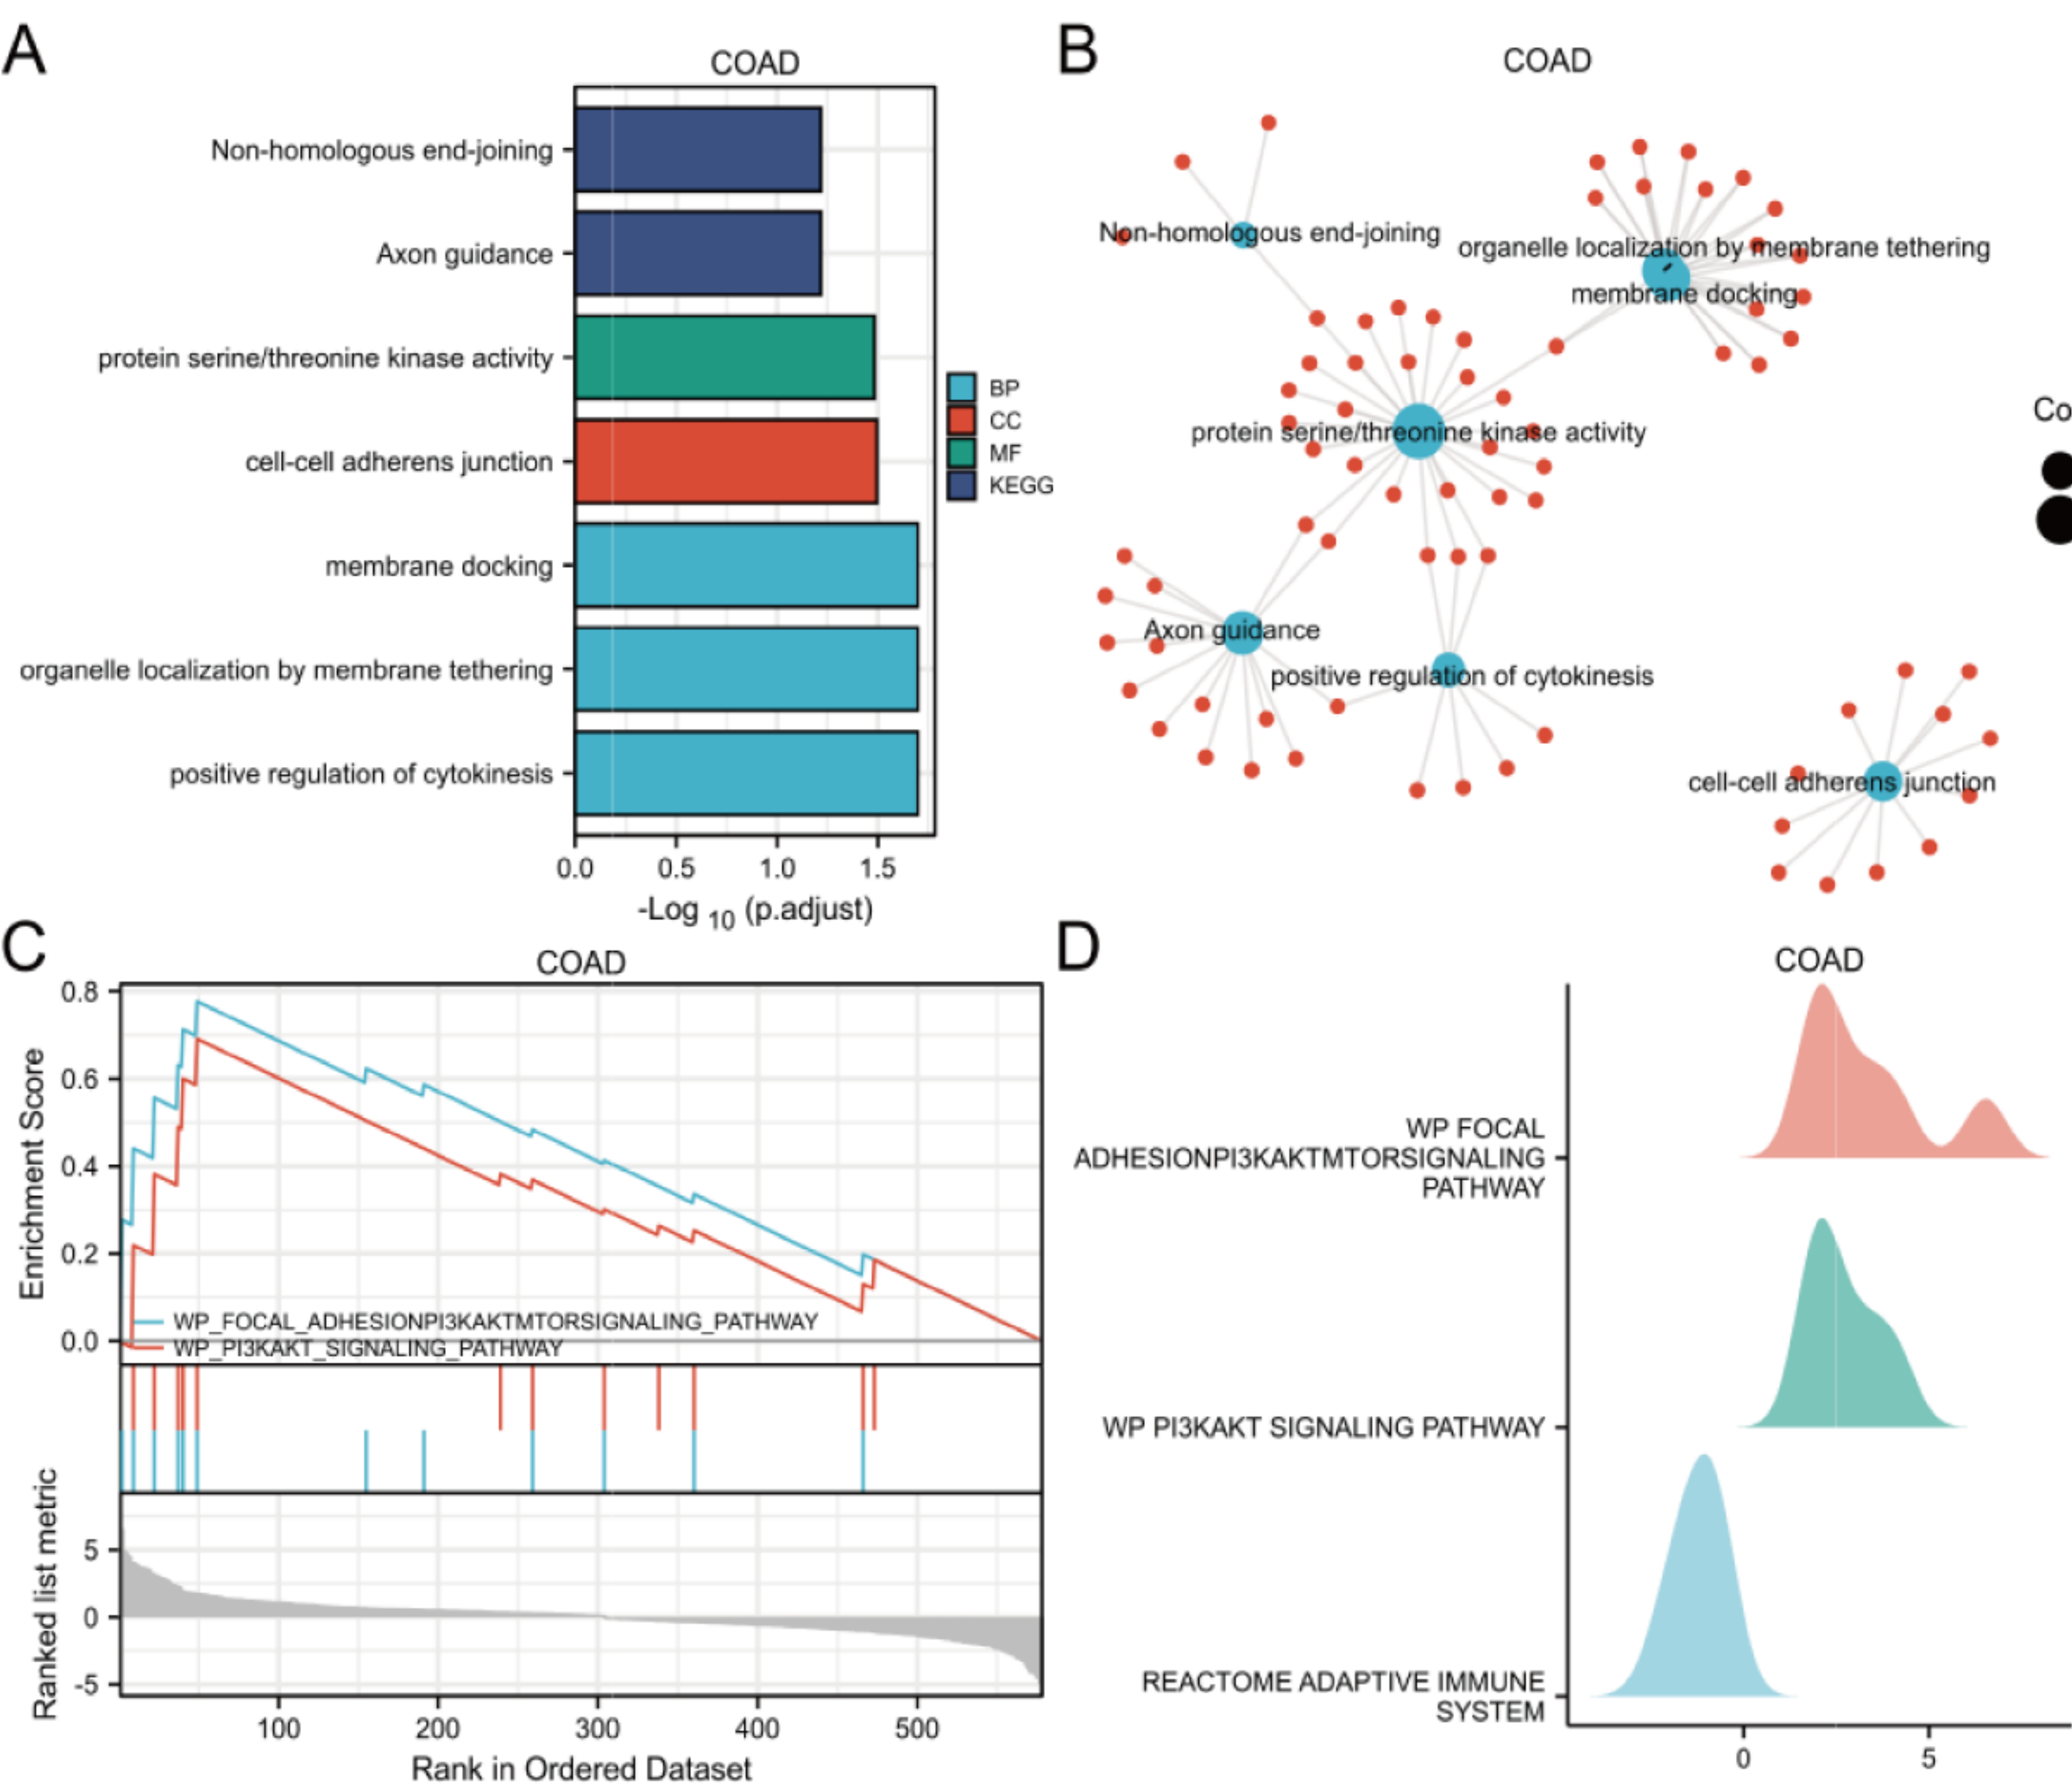 A
COAD
Non-homologous end-joining
Axon guidance
protein serine/threonine kinase activity
cell-cell adherens junction
membrane docking
organelle localization by membrane tethering
positive regulation of cytokinesis
0.0 0.5 1.0 1.5
-Log 10 (p.adjust)
BP
CC
MF
KEGG
B
COAD
Non-homologous end-joining
organelle localization by membrane tethering
membrane docking
protein serine/threonine kinase activity
Axon guidance
positive regulation of cytokinesis
cell-cell adherens junction
Co
C
COAD
Enrichment Score
0.8
0.6
0.4
0.2
0.0
WP_FOCAL_ADHESIONPI3KAKTMTORSIGNALING_PATHWAY
WP_PI3KAKT_SIGNALING_PATHWAY
Ranked list metric
5
0
-5
100 200 300 400 500
Rank in Ordered Dataset
D
COAD
WP FOCAL
ADHESIONPI3KAKTMTORSIGNALING
PATHWAY
WP PI3KAKT SIGNALING PATHWAY
REACTOME ADAPTIVE IMMUNE
SYSTEM
0 5